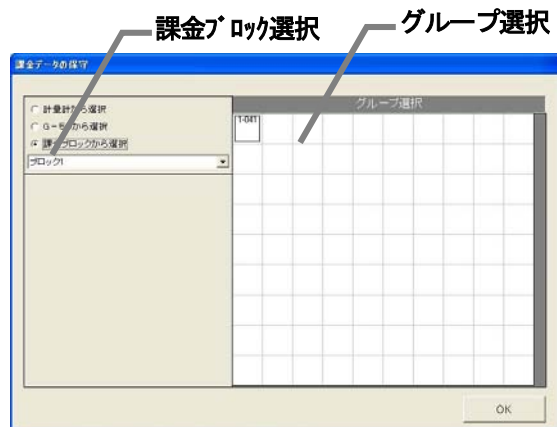 課金ブロック選択
グループ選択
課金データの保守
グループ選択
計量計から選択
から選択
課金ブロックから選択
ブロック1
1-041
OK